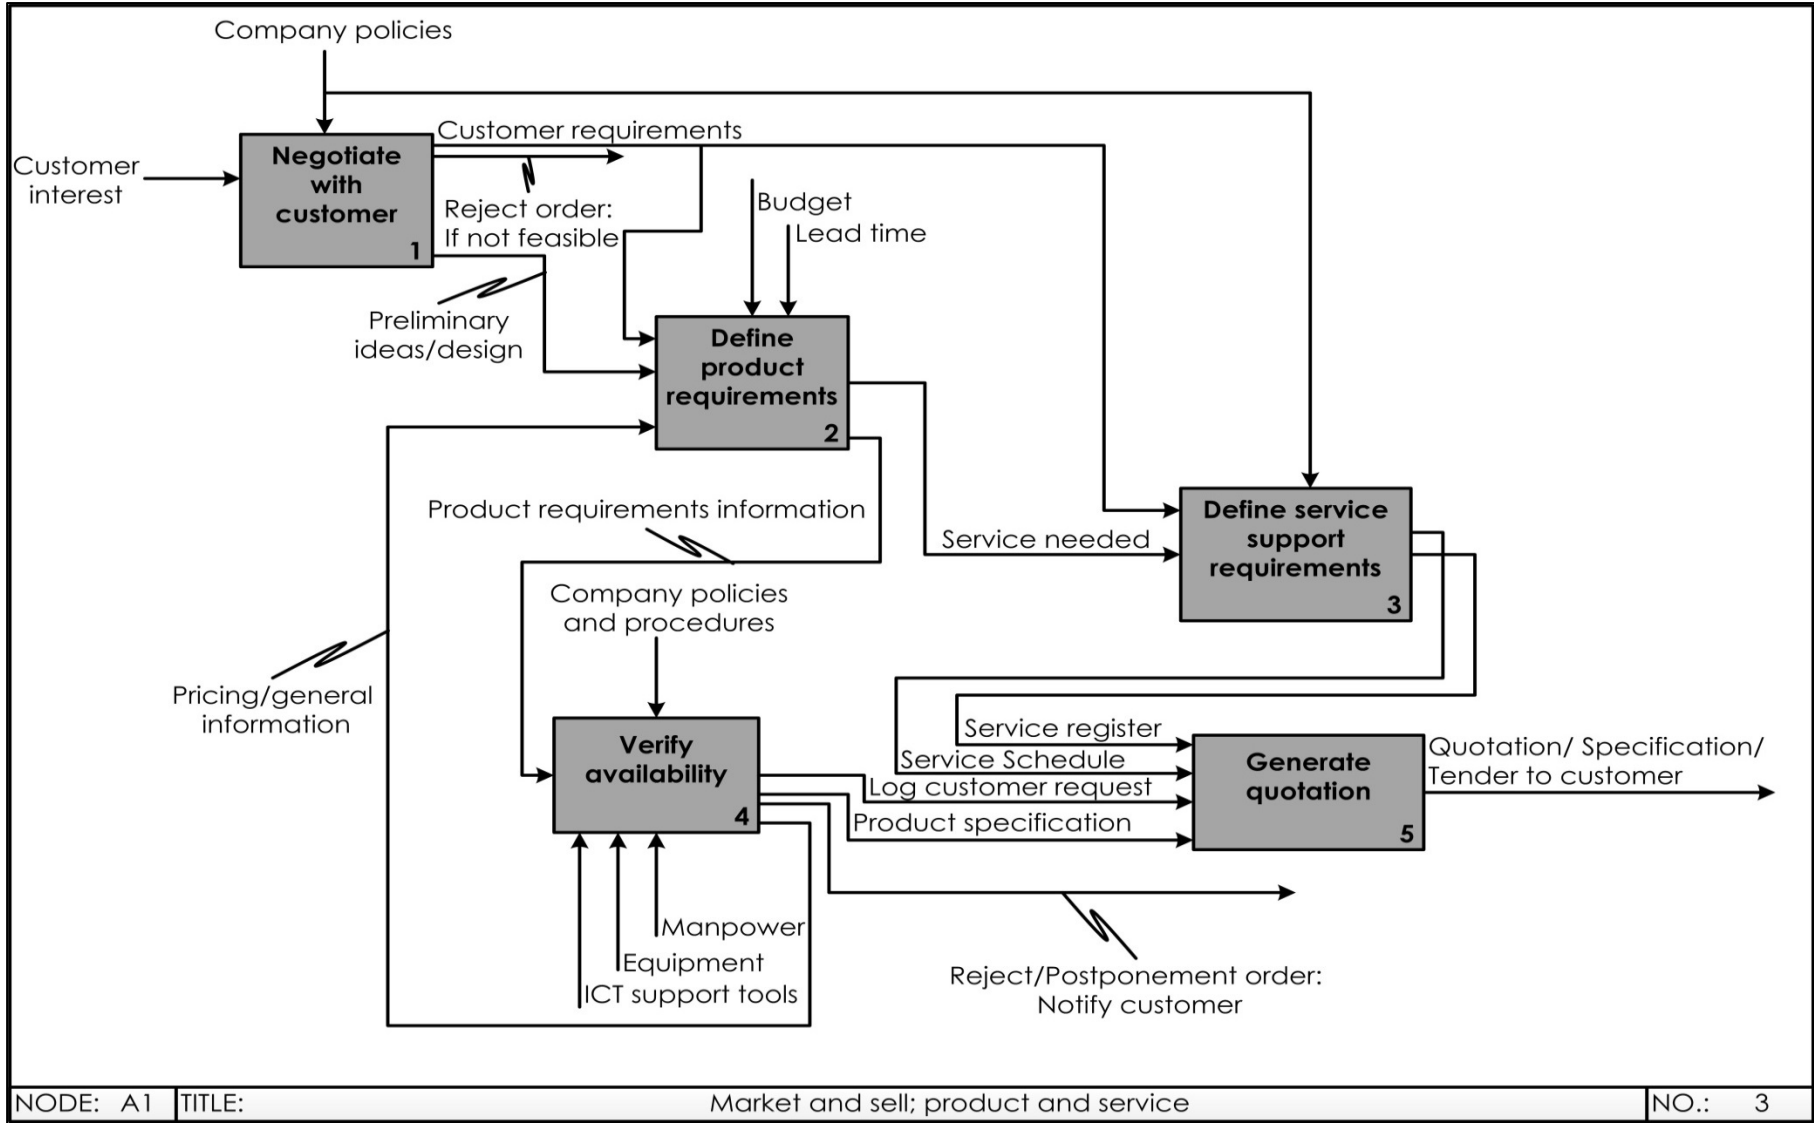 Company policies
Customer
interest
Negotiate
with
customer
1
Customer requirements
Reject order:
If not feasible
Preliminary
ideas/design
Budget
Lead time
Define
product
requirements
2
Product requirements information
Service needed
Define service
support
requirements
3
Company policies
and procedures
Pricing/general
information
Verify
availability
4
Service register
Service Schedule
Log customer request
Product specification
Generate
quotation
5
Quotation/ Specification/
Tender to customer
Manpower
Equipment
ICT support tools
Reject/Postponement order:
Notify customer
NODE: A1
TITLE:
Market and sell; product and service
NO.: 3